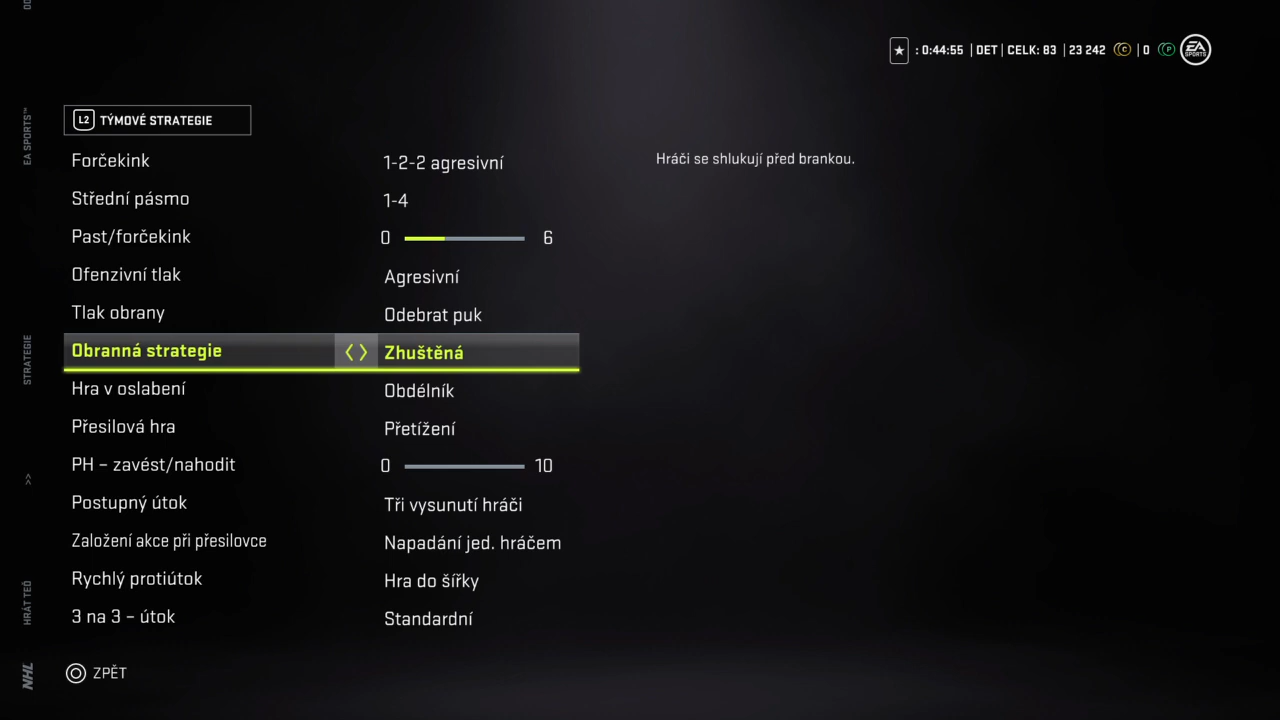 ★ : 0:44:55 | DET | CELK: 83 | 23 242 C | 0 P EA SPORTS
L2 TÝMOVÉ STRATEGIE
Forčekink 1-2-2 agresivní
Hráči se shlukují před brankou.
Střední pásmo 1-4
Past/forčekink 0 6
Ofenzivní tlak Agresivní
Tlak obrany Odebrat puk
Obranná strategie <> Zhuštěná
Hra v oslabení Obdélník
Přesilová hra Přetížení
PH – zavést/nahodit 0 10
Postupný útok Tři vysunutí hráči
Založení akce při přesilovce Napadání jed. hráčem
Rychlý protiútok Hra do šířky
3 na 3 – útok Standardní
ZPĚT
EA SPORTS™
STRATEGIE
>>
HRÁT TEĎ
NHL